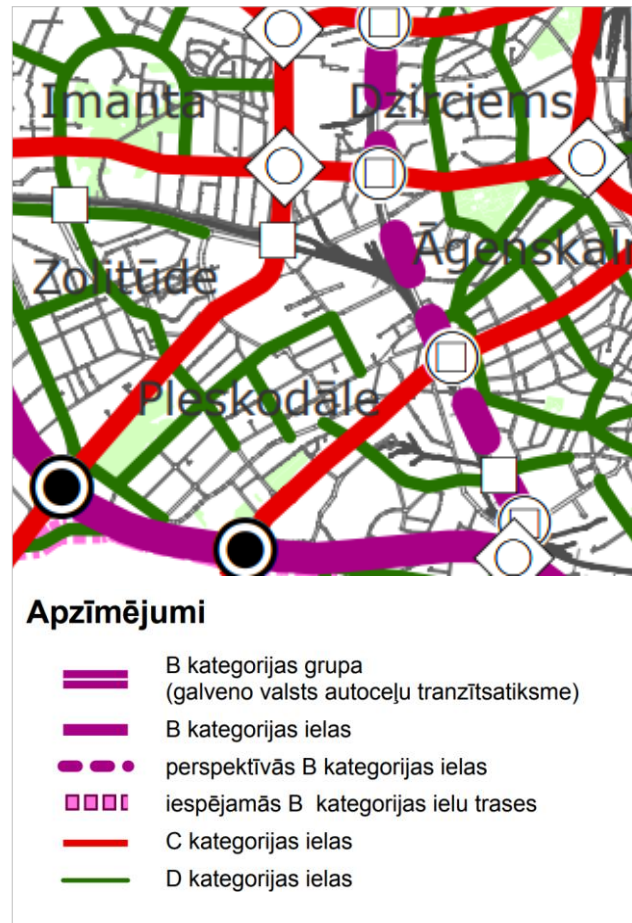 Imanta
Dzirciems
Zolitūde
Āgenskaln
Pleskodāle
Apzīmējumi
B kategorijas grupa
(galveno valsts autoceļu tranzītsatiksme)
B kategorijas ielas
perspektīvās B kategorijas ielas
iespējamās B kategorijas ielu trases
C kategorijas ielas
D kategorijas ielas